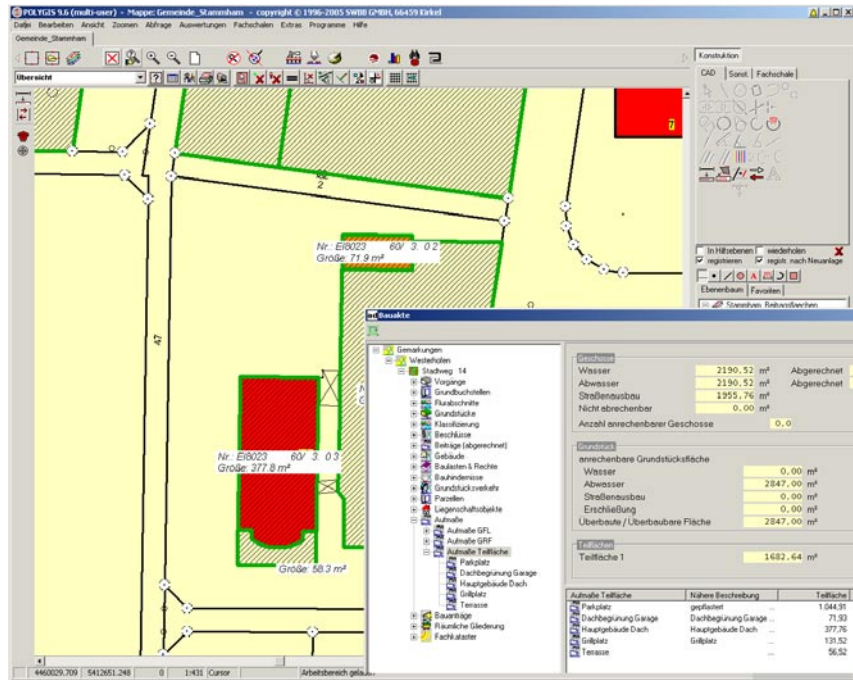 POLYGIS 9.6 (multi-user) - Mappe: Gemeinde_Stammham - copyright © 1996-2005 SWBB GMBH, 66459 Kirkel
Datei Bearbeiten Ansicht Zoomen Abfrage Auswertungen Fachschalen Extras Programme Hilfe
Gemeinde_Stammham
Übersicht
Konstruktion
CAD Sonst. Fachschale
In Hilfsebenen wiederholen
registrieren registr. nach Neuanlage
Ebenenbaum Favoriten
Stammham Beitragsflaechen
2
47
Nr.: EI8023 60/ 3. 0 2
Größe: 71.9 m²
Nr.: EI8023 60/ 3. 0 3
Größe: 377.8 m²
Größe: 58.3 m²
Bauakte
Gemarkungen
Westerhofen
Stadtweg 14
Vorgänge
Grundbuchstellen
Flurabschnitte
Grundstücke
Klassifizierung
Beschlüsse
Beiträge (abgerechnet)
Gebäude
Baulasten & Rechte
Bauhindernisse
Grundstücksverkehr
Parzellen
Liegenschaftsobjekte
Aufmaße
Aufmaße GFL
Aufmaße GRF
Aufmaße Teilfläche
Parkplatz
Dachbegrünung Garage
Hauptgebäude Dach
Grillplatz
Terrasse
Bauanträge
Räumliche Gliederung
Fachkataster
Geschosse
Wasser 2190,52 m² Abgerechnet
Abwasser 2190,52 m² Abgerechnet
Straßenausbau 1955,76 m²
Nicht abrechenbar 0,00 m²
Anzahl anrechenbarer Geschosse 0,0
Grundstück
anrechenbare Grundstücksfläche
Wasser 0,00 m²
Abwasser 2847,00 m²
Straßenausbau 0,00 m²
Erschließung 0,00 m²
Überbaute / Überbaubare Fläche 2847,00 m²
Teilflächen
Teilfläche 1 1682,64 m²
Aufmaße Teilfläche Nähere Beschreibung Teilfläche
Parkplatz gepflastert ... 1.044,91
Dachbegrünung Garage Dachbegrünung Garage ... 71,93
Hauptgebäude Dach Hauptgebäude Dach ... 377,76
Grillplatz Grillplatz ... 131,52
Terrasse ... 56,52
4460029.709 5412651.248 0 1:431 Cursor Arbeitsbereich geladen